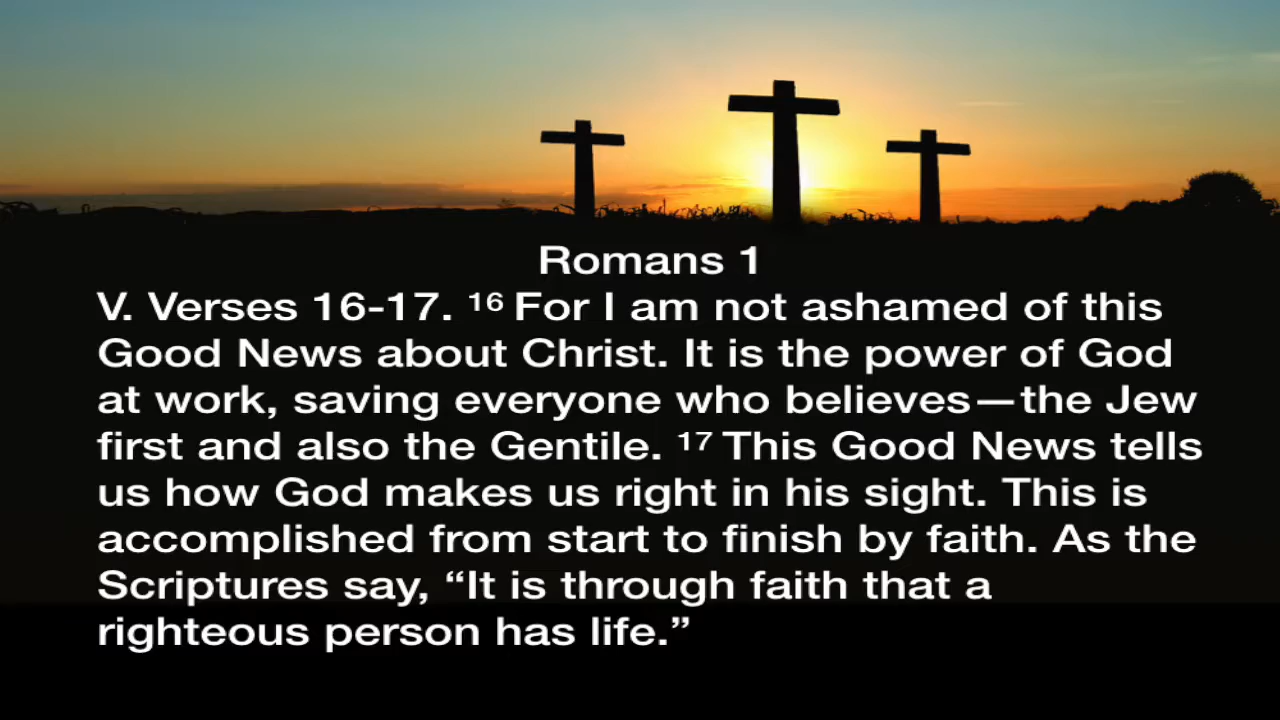 Romans 1
V. Verses 16-17. ¹⁶ For I am not ashamed of this
Good News about Christ. It is the power of God
at work, saving everyone who believes—the Jew
first and also the Gentile. ¹⁷ This Good News tells
us how God makes us right in his sight. This is
accomplished from start to finish by faith. As the
Scriptures say, “It is through faith that a
righteous person has life.”